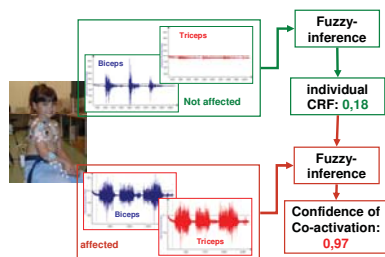 Biceps
Triceps
Not affected
Fuzzy-
inference
individual
CRF: 0,18
Fuzzy-
inference
Confidence of
Co-activation:
0,97
Biceps
Triceps
affected